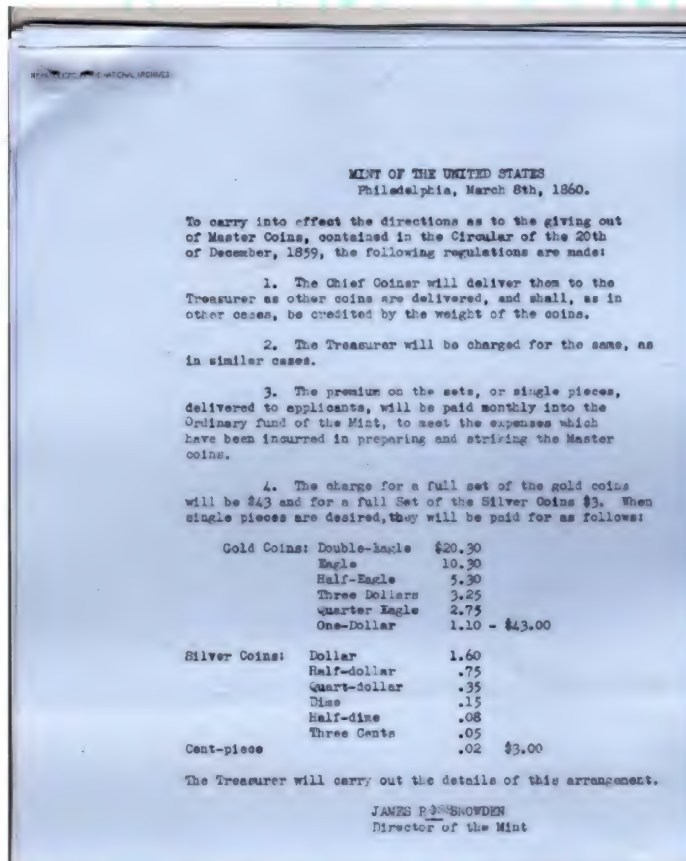 NATIONAL ARCHIVES
MINT OF THE UNITED STATES
Philadelphia, March 8th, 1860.
To carry into effect the directions as to the giving out
of Master Coins, contained in the Circular of the 20th
of December, 1859, the following regulations are made:
1. The Chief Coiner will deliver them to the
Treasurer as other coins are delivered, and shall, as in
other cases, be credited by the weight of the coins.
2. The Treasurer will be charged for the same, as
in similar cases.
3. The premium on the sets, or single pieces,
delivered to applicants, will be paid monthly into the
Ordinary fund of the Mint, to meet the expenses which
have been incurred in preparing and striking the Master
coins.
4. The charge for a full set of the gold coins
will be $43 and for a full Set of the Silver Coins $3. When
single pieces are desired,they will be paid for as follows:
Gold Coins: Double-Eagle $20.30
Eagle 10.30
Half-Eagle 5.30
Three Dollars 3.25
Quarter Eagle 2.75
One-Dollar 1.10 - $43.00
Silver Coins: Dollar 1.60
Half-dollar .75
Quart-dollar .35
Dime .15
Half-dime .08
Three Cents .05
Cent-piece .02 $3.00
The Treasurer will carry out the details of this arrangement.
JAMES ROSS SNOWDEN
Director of the Mint